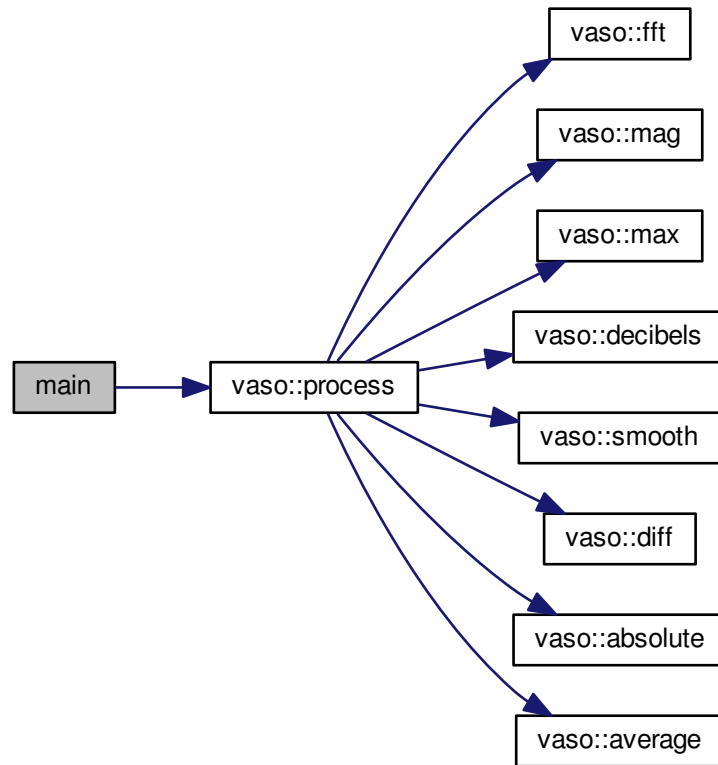 main
vaso::process
vaso::fft
vaso::mag
vaso::max
vaso::decibels
vaso::smooth
vaso::diff
vaso::absolute
vaso::average